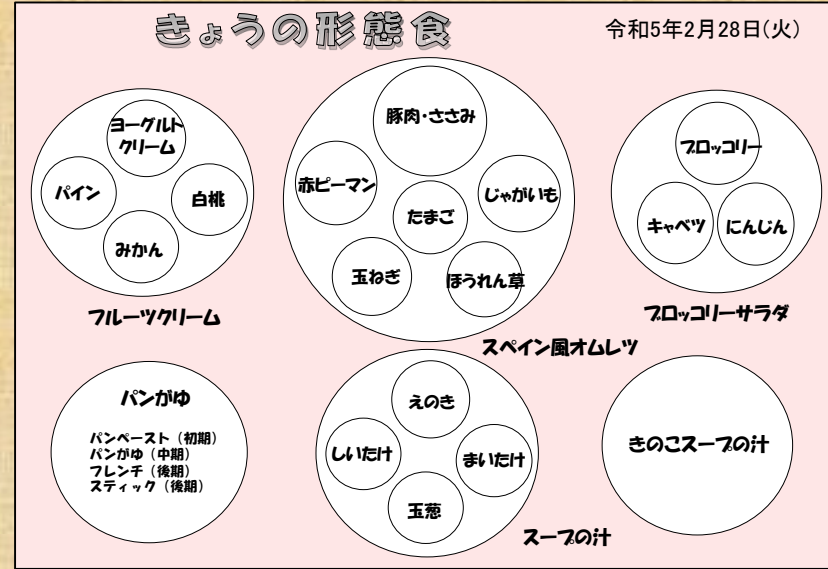 きょうの形態食
令和5年2月28日(火)
ヨーグルト
クリーム
パイン
白桃
みかん
フルーツクリーム
豚肉・ささみ
赤ピーマン
じゃがいも
たまご
玉ねぎ
ほうれん草
スペイン風オムレツ
ブロッコリー
キャベツ
にんじん
ブロッコリーサラダ
パンがゆ
パンペースト（初期）
パンがゆ（中期）
フレンチ（後期）
スティック（後期）
えのき
しいたけ
まいたけ
玉葱
スープの汁
きのこスープの汁